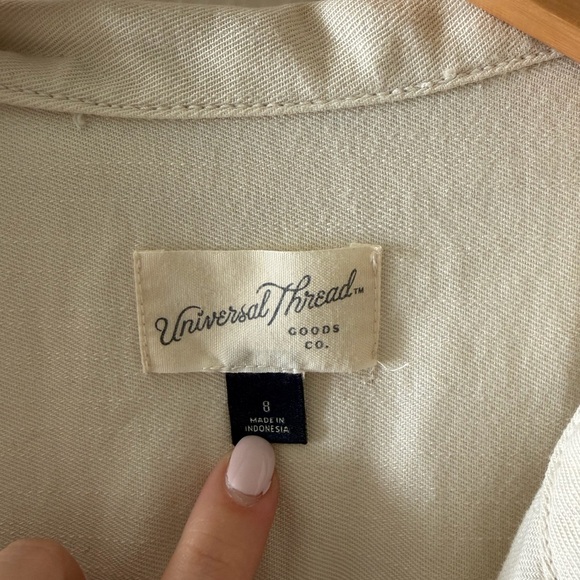 Universal Thread™
GOODS
CO.
8
MADE IN
INDONESIA